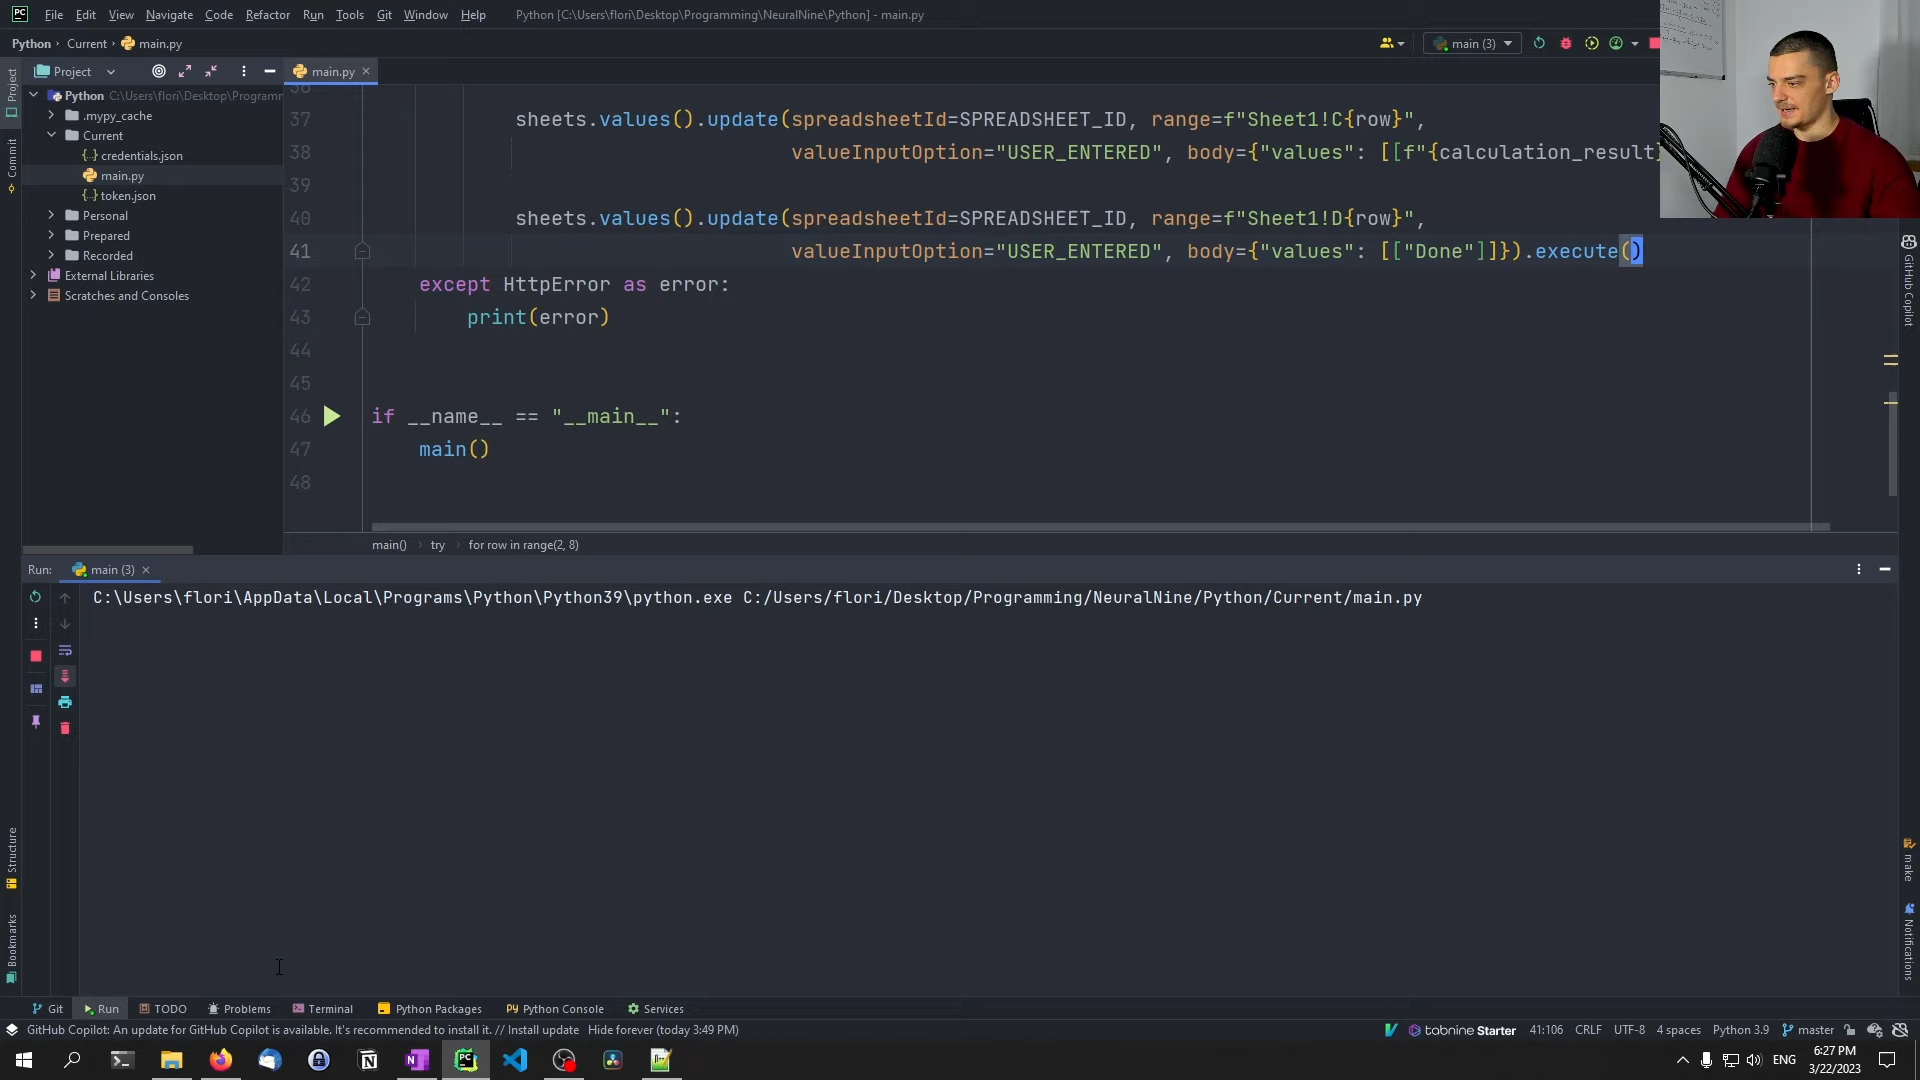 PC File Edit View Navigate Code Refactor Run Tools Git Window Help Python [C:\Users\flori\Desktop\Programming\NeuralNine\Python] - main.py
Python › Current › main.py
main (3)
Project
main.py
Python C:\Users\flori\Desktop\Programm
.mypy_cache
Current
credentials.json
main.py
token.json
Personal
Prepared
Recorded
External Libraries
Scratches and Consoles
Project
Commit
37 sheets.values().update(spreadsheetId=SPREADSHEET_ID, range=f"Sheet1!C{row}",
38 valueInputOption="USER_ENTERED", body={"values": [[f"{calculation_result}
39
40 sheets.values().update(spreadsheetId=SPREADSHEET_ID, range=f"Sheet1!D{row}",
41 valueInputOption="USER_ENTERED", body={"values": [["Done"]]}).execute()
42 except HttpError as error:
43 print(error)
44
45
46 if __name__ == "__main__":
47 main()
48
main() › try › for row in range(2, 8)
GitHub Copilot
Run: main (3)
C:\Users\flori\AppData\Local\Programs\Python\Python39\python.exe C:/Users/flori/Desktop/Programming/NeuralNine/Python/Current/main.py
Structure
Bookmarks
make
Notifications
Git Run TODO Problems Terminal Python Packages Python Console Services
GitHub Copilot: An update for GitHub Copilot is available. It's recommended to install it. // Install update Hide forever (today 3:49 PM) tabnine Starter 41:106 CRLF UTF-8 4 spaces Python 3.9 master
ENG 6:27 PM
3/22/2023